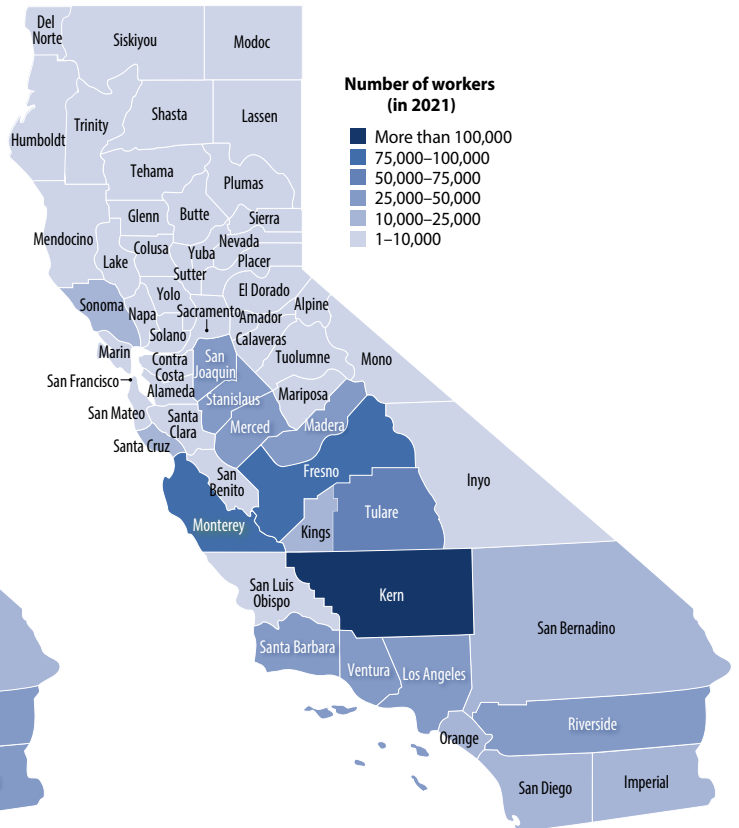 Del
Norte
Siskiyou
Modoc
Number of workers
(in 2021)
More than 100,000
75,000–100,000
50,000–75,000
25,000–50,000
10,000–25,000
1–10,000
Humboldt
Trinity
Shasta
Lassen
Tehama
Plumas
Glenn
Butte
Sierra
Mendocino
Lake
Colusa
Yuba
Nevada
Placer
Sutter
Sonoma
Napa
Yolo
Sacramento
El Dorado
Amador
Alpine
Solano
Calaveras
Marin
Contra
Costa
Alameda
San
Joaquin
Tuolumne
Mono
San Francisco
Stanislaus
Mariposa
San Mateo
Santa
Clara
Merced
Madera
Santa Cruz
San
Benito
Fresno
Inyo
Monterey
Kings
Tulare
San Luis
Obispo
Kern
San Bernadino
Santa Barbara
Ventura
Los Angeles
Orange
Riverside
San Diego
Imperial